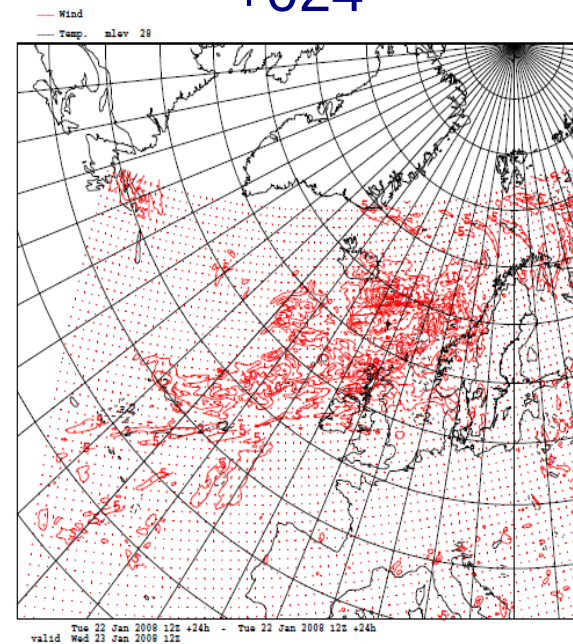 +024
Wind
Temp. mlev 28
Tue 22 Jan 2008 12Z +24h - Tue 22 Jan 2008 12Z +24h
valid Wed 23 Jan 2008 12Z